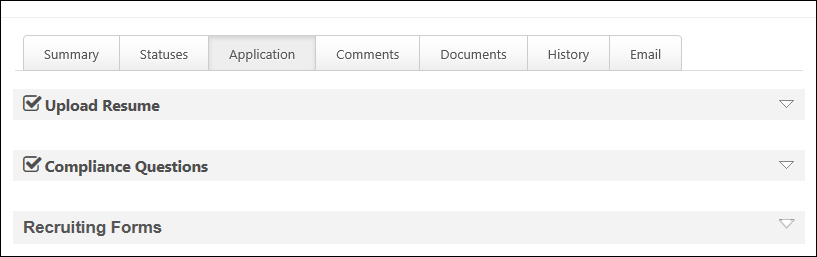 Summary Statuses Application Comments Documents History Email
Upload Resume
Compliance Questions
Recruiting Forms